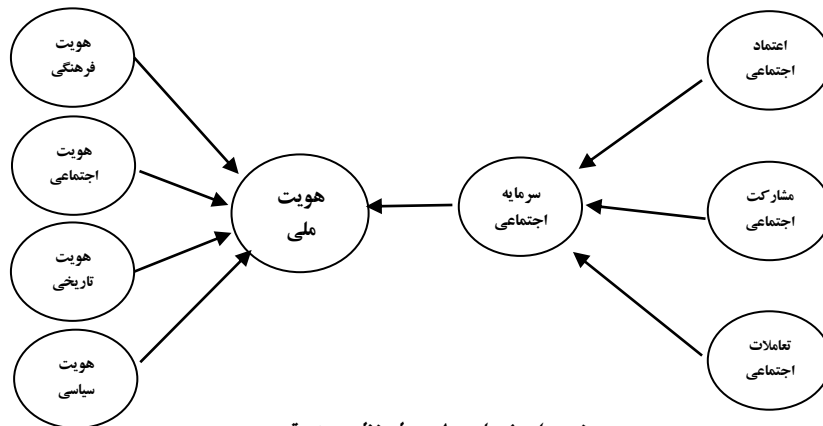 اعتماد
اجتماعی
مشارکت
اجتماعی
تعاملات
اجتماعی
سرمایه
اجتماعی
هویت
ملی
هویت
فرهنگی
هویت
اجتماعی
هویت
تاریخی
هویت
سیاسی